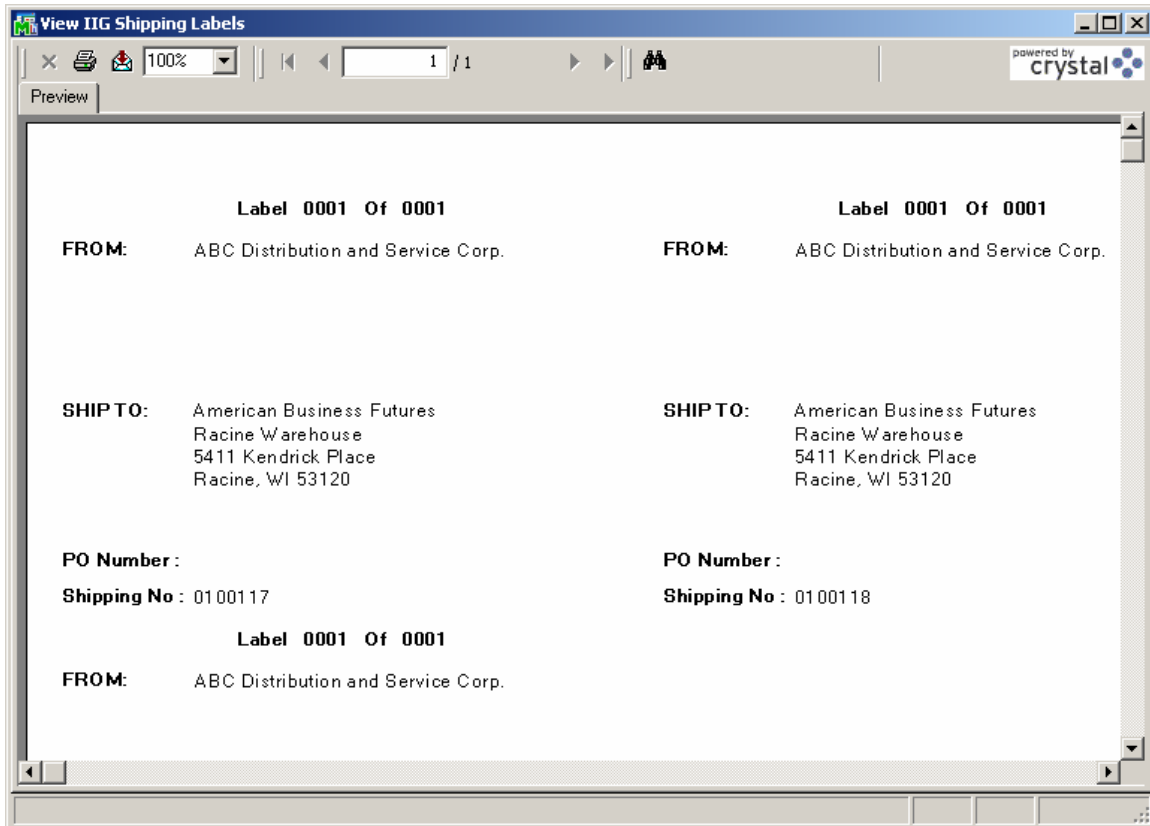 View IIG Shipping Labels
100% 1 / 1 powered by crystal
Preview
Label 0001 Of 0001
FROM: ABC Distribution and Service Corp.
SHIP TO: American Business Futures
Racine Warehouse
5411 Kendrick Place
Racine, WI 53120
PO Number :
Shipping No : 0100117
Label 0001 Of 0001
FROM: ABC Distribution and Service Corp.
SHIP TO: American Business Futures
Racine Warehouse
5411 Kendrick Place
Racine, WI 53120
PO Number :
Shipping No : 0100118
Label 0001 Of 0001
FROM: ABC Distribution and Service Corp.